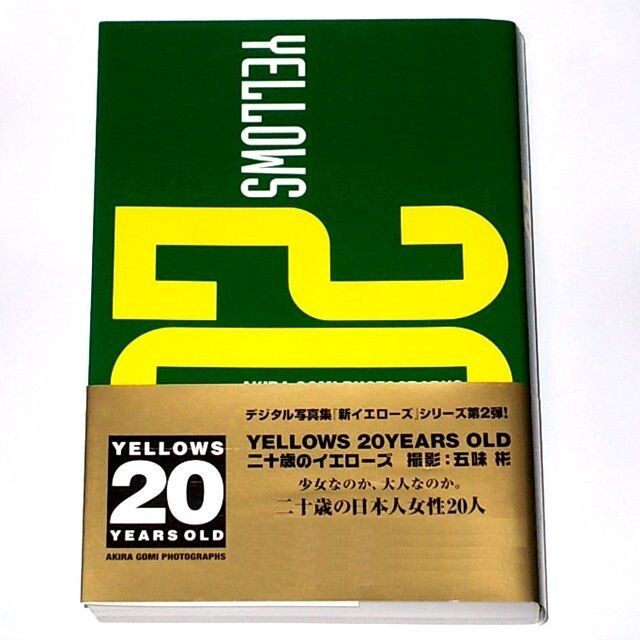 YELLOWS
20
AKIRA GOMI PHOTOGRAPHS
デジタル写真集「新イエローズ」シリーズ第2弾!
YELLOWS 20YEARS OLD
二十歳のイエローズ 撮影:五味 彬
少女なのか、大人なのか。
二十歳の日本人女性20人
YELLOWS
20
YEARS OLD
AKIRA GOMI PHOTOGRAPHS